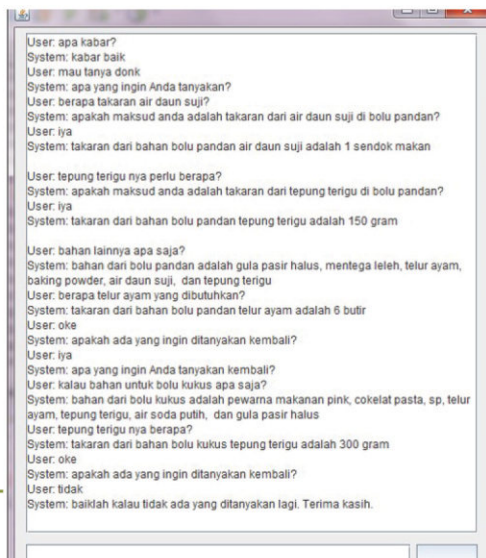 User: apa kabar?
System: kabar baik
User: mau tanya donk
System: apa yang ingin Anda tanyakan?
User: berapa takaran air daun suji?
System: apakah maksud anda adalah takaran dari air daun suji di bolu pandan?
User: iya
System: takaran dari bahan bolu pandan air daun suji adalah 1 sendok makan
User: tepung terigu nya perlu berapa?
System: apakah maksud anda adalah takaran dari tepung terigu di bolu pandan?
User: iya
System: takaran dari bahan bolu pandan tepung terigu adalah 150 gram
User: bahan lainnya apa saja?
System: bahan dari bolu pandan adalah gula pasir halus, mentega leleh, telur ayam,
baking powder, air daun suji, dan tepung terigu
User: berapa telur ayam yang dibutuhkan?
System: takaran dari bahan bolu pandan telur ayam adalah 6 butir
User: oke
System: apakah ada yang ingin ditanyakan kembali?
User: iya
System: apa yang ingin Anda tanyakan kembali?
User: kalau bahan untuk bolu kukus apa saja?
System: bahan dari bolu kukus adalah pewarna makanan pink, cokelat pasta, sp, telur
ayam, tepung terigu, air soda putih, dan gula pasir halus
User: tepung terigu nya berapa?
System: takaran dari bahan bolu kukus tepung terigu adalah 300 gram
User: oke
System: apakah ada yang ingin ditanyakan kembali?
User: tidak
System: baiklah kalau tidak ada yang ditanyakan lagi. Terima kasih.